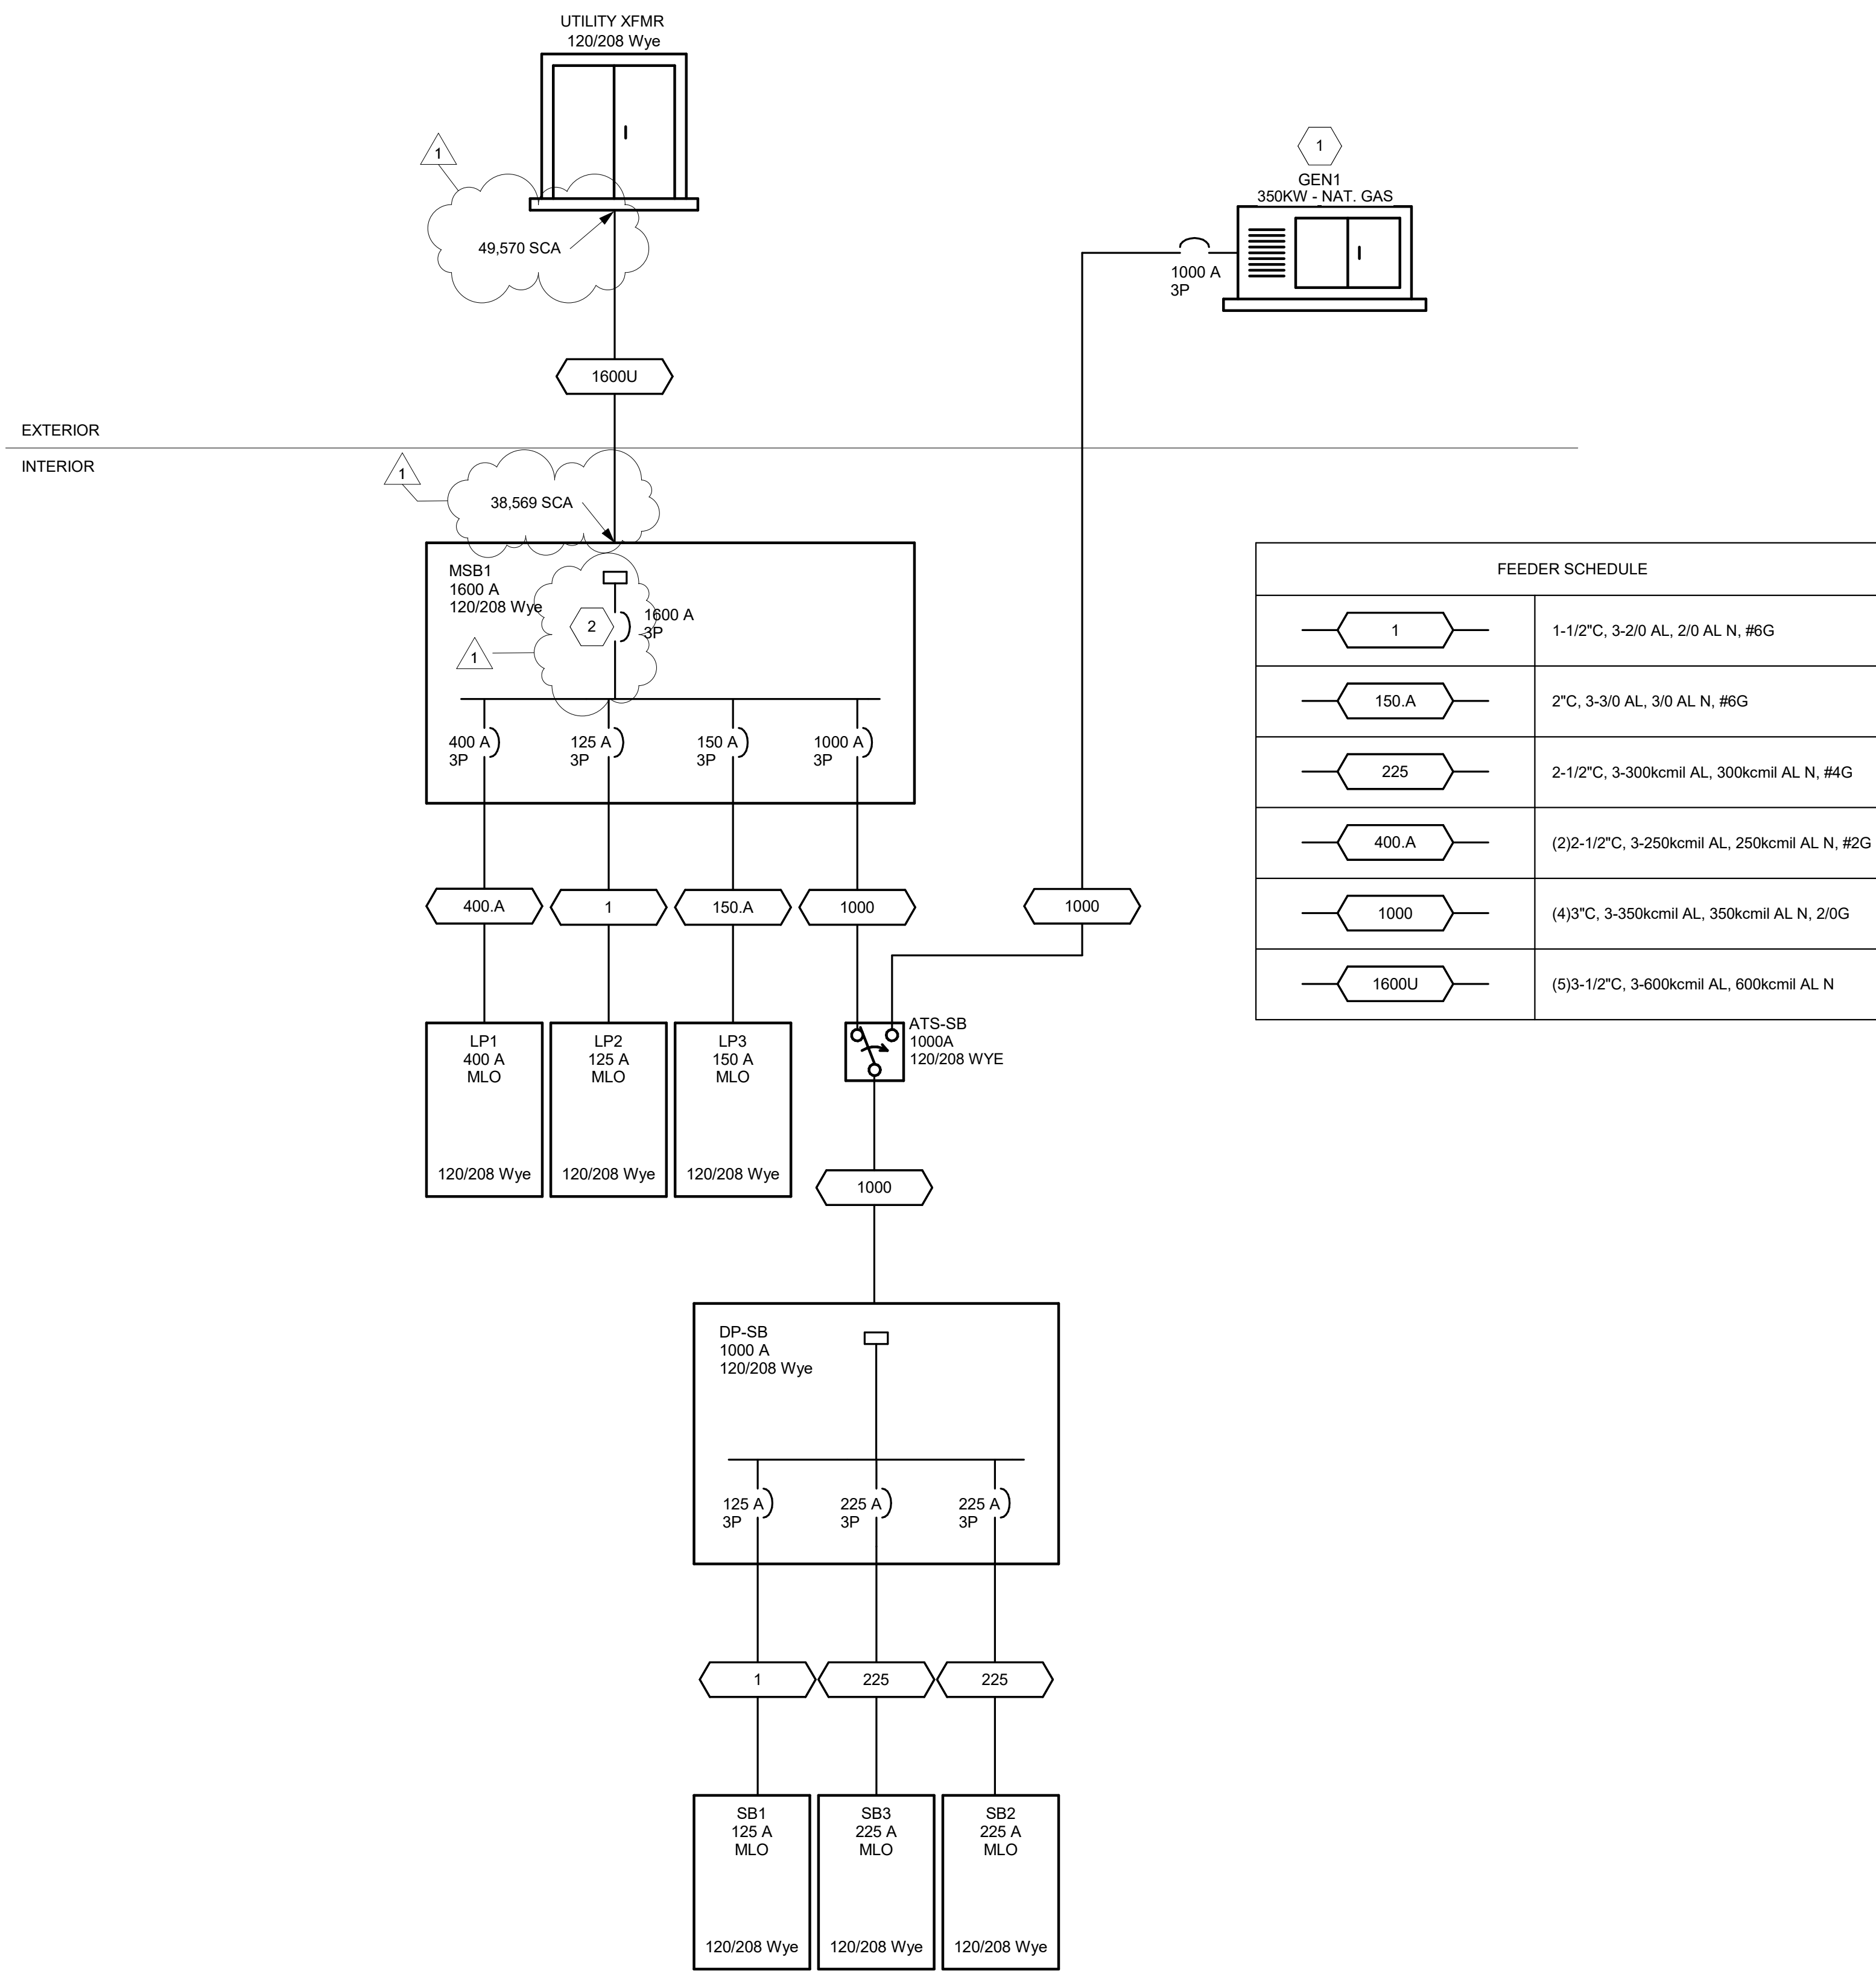 UTILITY XFMR
120/208 Wye
1
49,570 SCA
1600U
1
GEN1
350KW - NAT. GAS
1000 A
3P
EXTERIOR
INTERIOR
1
38,569 SCA
MSB1
1600 A
120/208 Wye
2
1600 A
3P
1
400 A
3P
125 A
3P
150 A
3P
1000 A
3P
400.A
1
150.A
1000
1000
LP1
400 A
MLO
120/208 Wye
LP2
125 A
MLO
120/208 Wye
LP3
150 A
MLO
120/208 Wye
ATS-SB
1000A
120/208 WYE
1000
DP-SB
1000 A
120/208 Wye
125 A
3P
225 A
3P
225 A
3P
1
225
225
SB1
125 A
MLO
120/208 Wye
SB3
225 A
MLO
120/208 Wye
SB2
225 A
MLO
120/208 Wye
FEEDER SCHEDULE
1 1-1/2"C, 3-2/0 AL, 2/0 AL N, #6G
150.A 2"C, 3-3/0 AL, 3/0 AL N, #6G
225 2-1/2"C, 3-300kcmil AL, 300kcmil AL N, #4G
400.A (2)2-1/2"C, 3-250kcmil AL, 250kcmil AL N, #2G
1000 (4)3"C, 3-350kcmil AL, 350kcmil AL N, 2/0G
1600U (5)3-1/2"C, 3-600kcmil AL, 600kcmil AL N